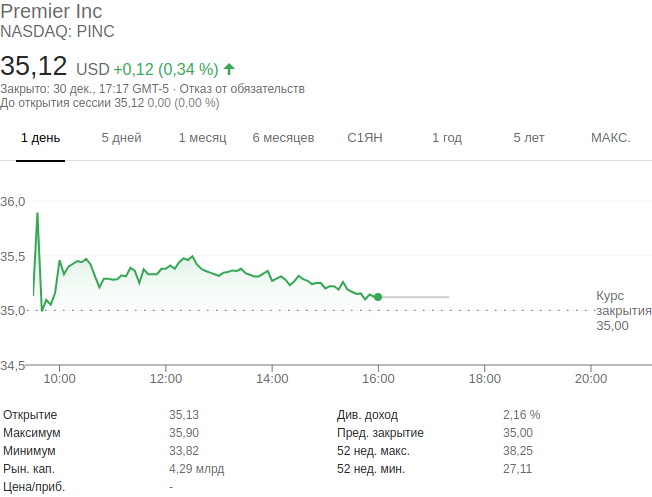 Premier Inc
NASDAQ: PINC
35,12 USD +0,12 (0,34 %)
Закрыто: 30 дек., 17:17 GMT-5 · Отказ от обязательств
До открытия сессии 35,12 0,00 (0,00 %)
1 день 5 дней 1 месяц 6 месяцев С1ЯН 1 год 5 лет МАКС.
36,0
35,5
35,0
34,5
Курс
закрытия
35,00
10:00 12:00 14:00 16:00 18:00 20:00
Открытие 35,13 Див. доход 2,16 %
Максимум 35,90 Пред. закрытие 35,00
Минимум 33,82 52 нед. макс. 38,25
Рын. кап. 4,29 млрд 52 нед. мин. 27,11
Цена/приб. -